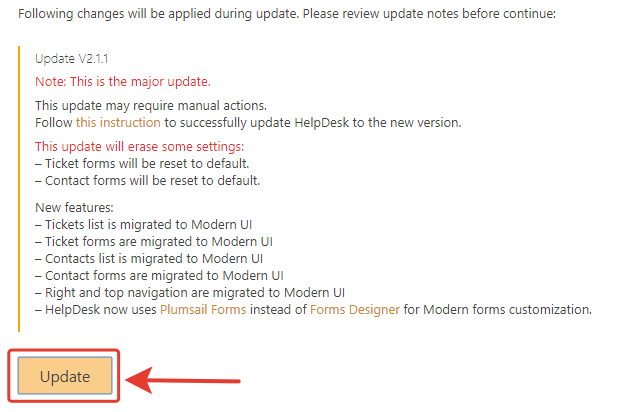 Following changes will be applied during update. Please review update notes before continue:
Update V2.1.1
Note: This is the major update.
This update may require manual actions.
Follow this instruction to successfully update HelpDesk to the new version.
This update will erase some settings:
– Ticket forms will be reset to default.
– Contact forms will be reset to default.
New features:
– Tickets list is migrated to Modern UI
– Ticket forms are migrated to Modern UI
– Contacts list is migrated to Modern UI
– Contact forms are migrated to Modern UI
– Right and top navigation are migrated to Modern UI
– HelpDesk now uses Plumsail Forms instead of Forms Designer for Modern forms customization.
Update